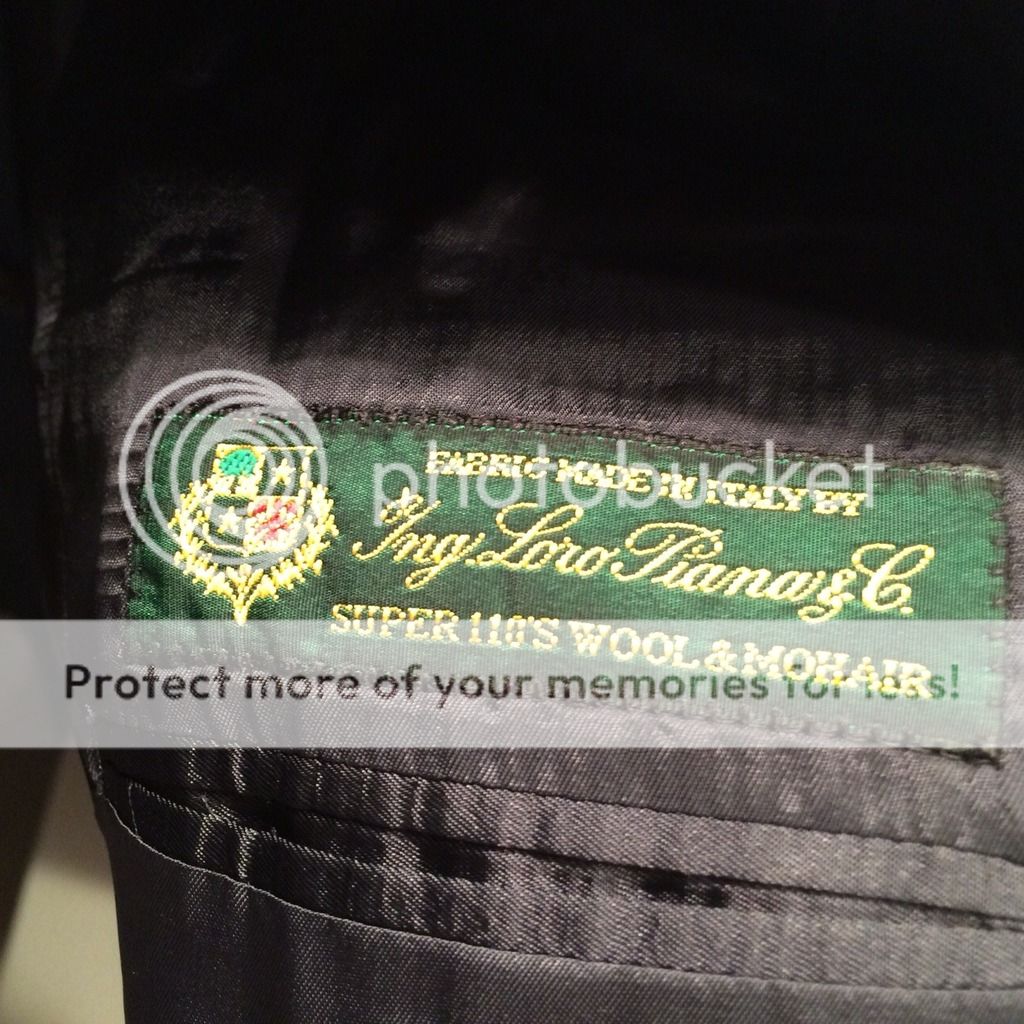 photobucket
FABRIC MADE IN ITALY BY
Ing Loro Piana & C.
SUPER 110'S WOOL & MOHAIR
Protect more of your memories for less!